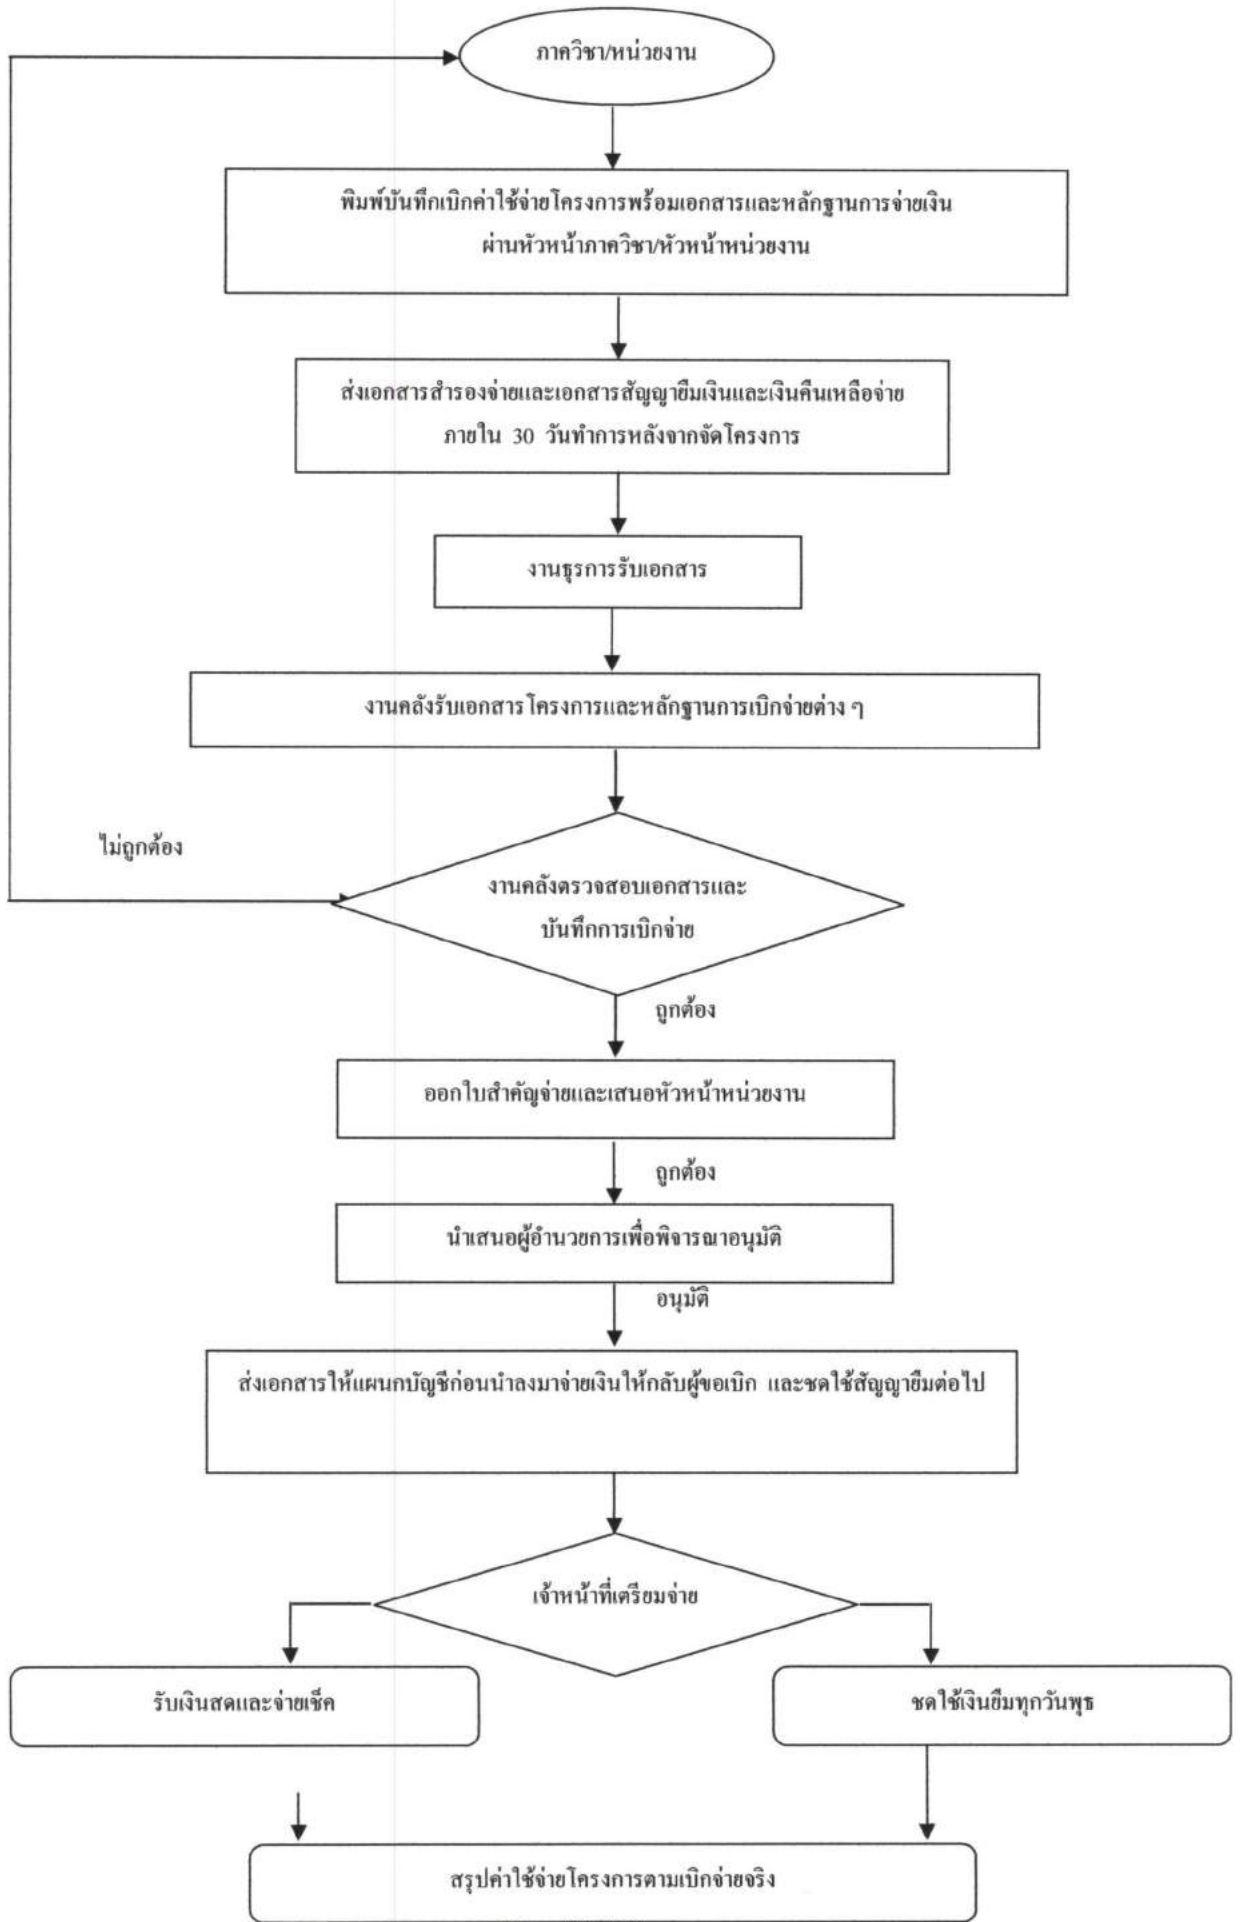 ภาควิชา/หน่วยงาน
พิมพ์บันทึกเบิกค่าใช้จ่ายโครงการพร้อมเอกสารและหลักฐานการจ่ายเงิน
ผ่านหัวหน้าภาควิชา/หัวหน้าหน่วยงาน
ส่งเอกสารสำรองจ่ายและเอกสารสัญญายืมเงินและเงินคืนเหลือจ่าย
ภายใน 30 วันทำการหลังจากจัดโครงการ
งานธุรการรับเอกสาร
งานคลังรับเอกสารโครงการและหลักฐานการเบิกจ่ายต่าง ๆ
ไม่ถูกต้อง
งานคลังตรวจสอบเอกสารและ
บันทึกการเบิกจ่าย
ถูกต้อง
ออกใบสำคัญจ่ายและเสนอหัวหน้าหน่วยงาน
ถูกต้อง
นำเสนอผู้อำนวยการเพื่อพิจารณาอนุมัติ
อนุมัติ
ส่งเอกสารให้แผนกบัญชีก่อนนำลงมาจ่ายเงินให้กลับผู้ขอเบิก และชดใช้สัญญายืมต่อไป
เจ้าหน้าที่เตรียมจ่าย
รับเงินสดและจ่ายเช็ค
ชดใช้เงินยืมทุกวันพุธ
สรุปค่าใช้จ่ายโครงการตามเบิกจ่ายจริง